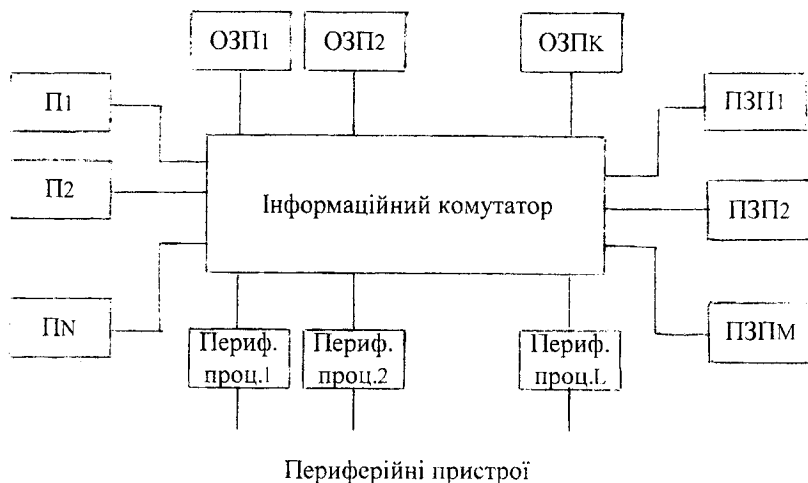 ОЗП1 ОЗП2 ОЗПК
П1 ПЗП1
П2 Інформаційний комутатор ПЗП2
ПN ПЗПМ
Периф. Периф. Периф.
проц.1 проц.2 проц.L
Периферійні пристрої